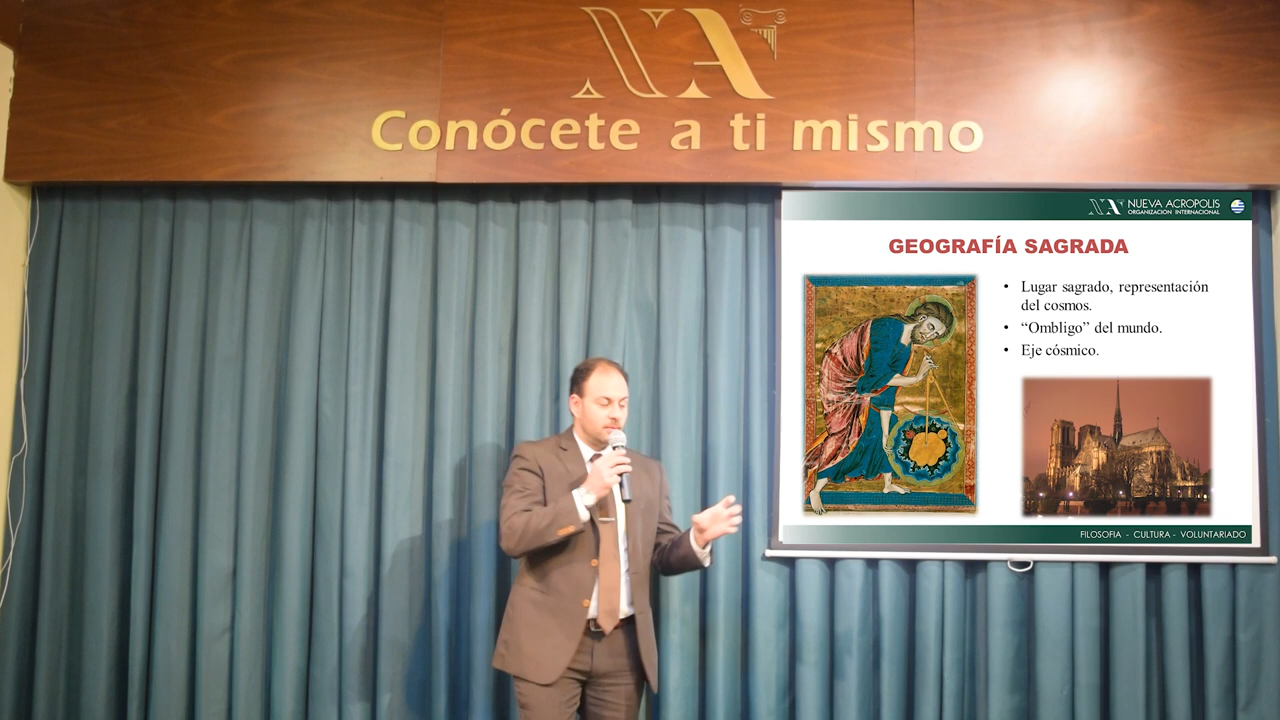 NA
Conócete a ti mismo
NA NUEVA ACROPOLIS
ORGANIZACION INTERNACIONAL
GEOGRAFÍA SAGRADA
• Lugar sagrado, representación
del cosmos.
• “Ombligo” del mundo.
• Eje cósmico.
FILOSOFIA - CULTURA - VOLUNTARIADO